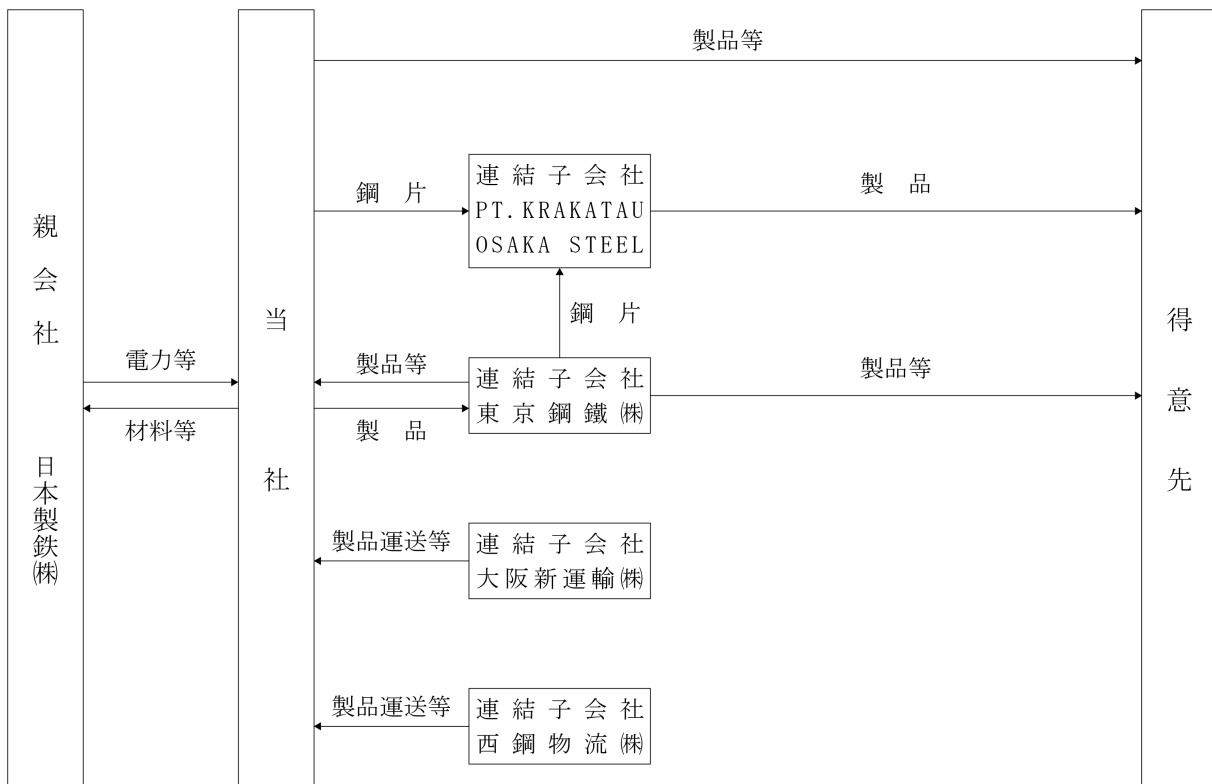 製品等
連結子会社
PT.KRAKATAU
OSAKA STEEL
鋼片
製品
鋼片
親会社
日本製鉄㈱
当社
得意先
電力等
材料等
製品等
製品
連結子会社
東京鋼鐵㈱
製品等
製品運送等
連結子会社
大阪新運輸㈱
製品運送等
連結子会社
西鋼物流㈱